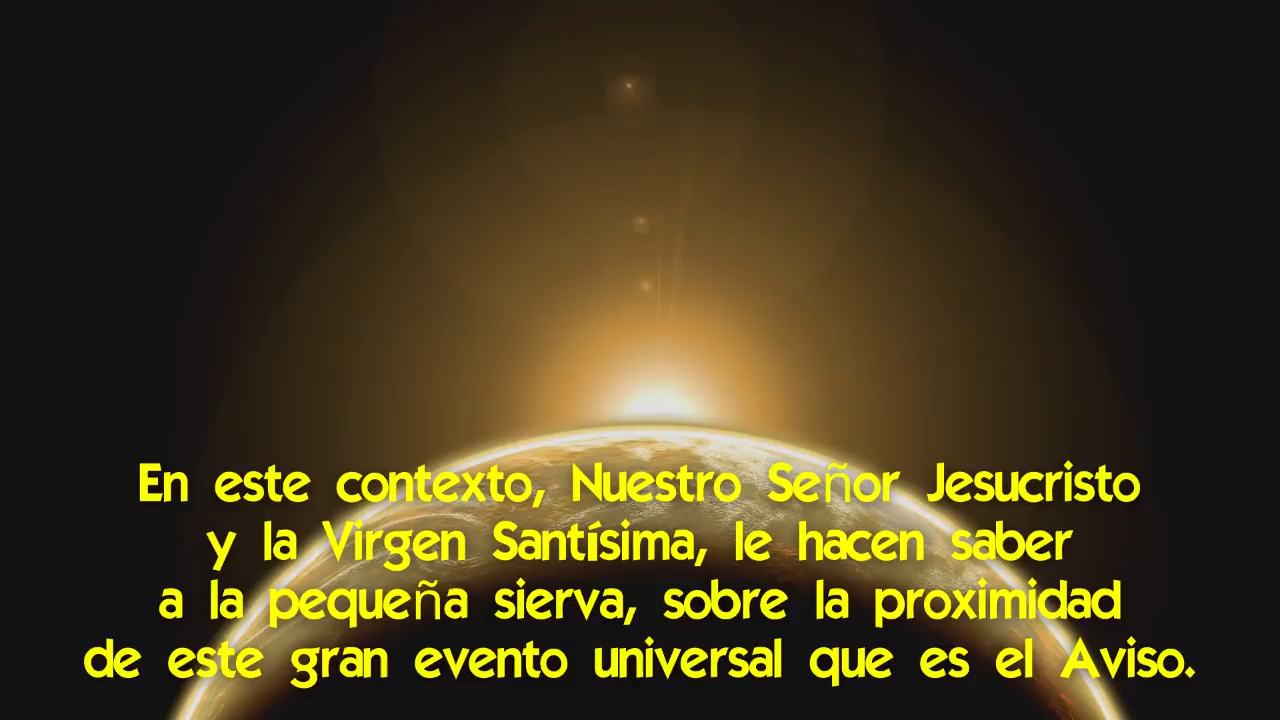 En este contexto, Nuestro Señor Jesucristo
y la Virgen Santísima, le hacen saber
a la pequeña sierva, sobre la proximidad
de este gran evento universal que es el Aviso.